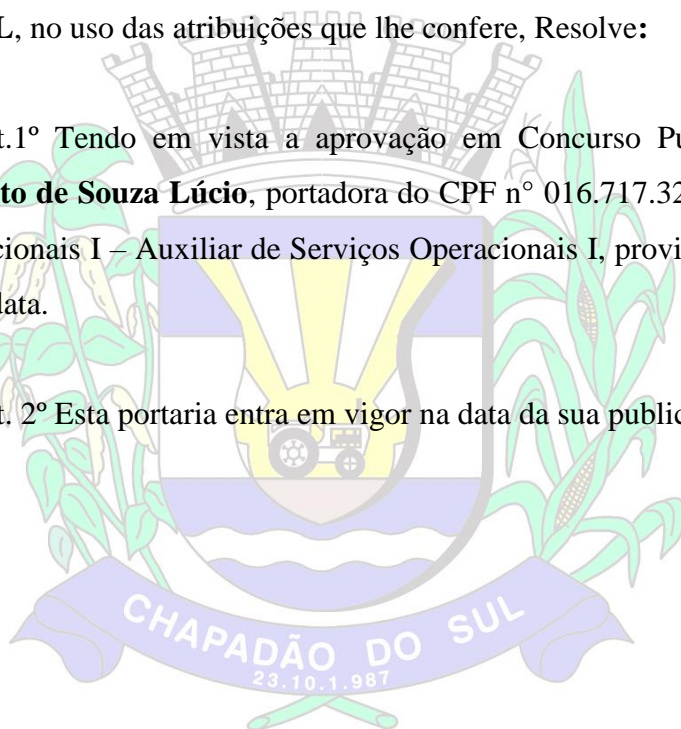 L, no uso das atribuições que lhe confere, Resolve:
t.1º Tendo em vista a aprovação em Concurso Pu
to de Souza Lúcio, portadora do CPF n° 016.717.32
cionais I – Auxiliar de Serviços Operacionais I, provi
data.
t. 2º Esta portaria entra em vigor na data da sua public
CHAPADÃO DO SUL
23.10.1.987